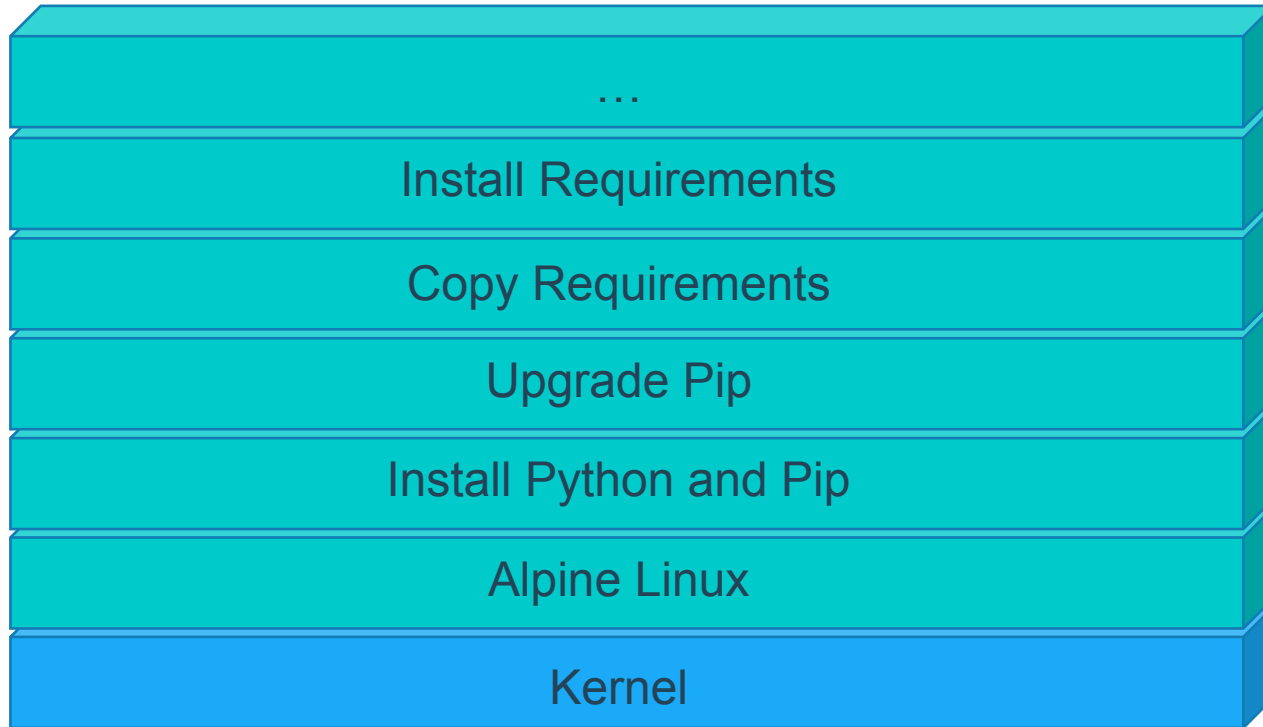 ...
Install Requirements
Copy Requirements
Upgrade Pip
Install Python and Pip
Alpine Linux
Kernel